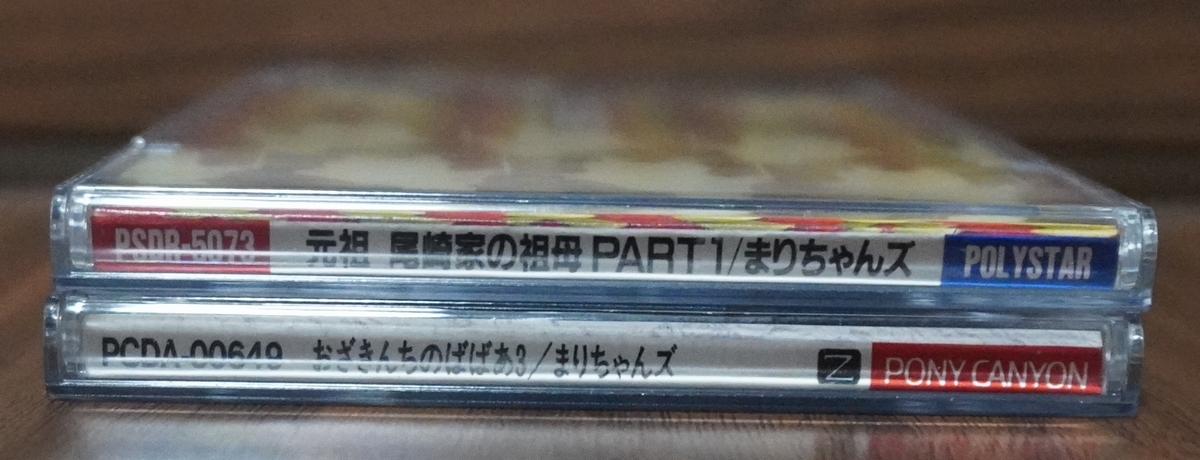 PSDR-5073 元祖 尾崎家の祖母 PART1/まりちゃんズ POLYSTAR
PCDA-00649 おざきんちのばばあ3/まりちゃんズ Z PONY CANYON